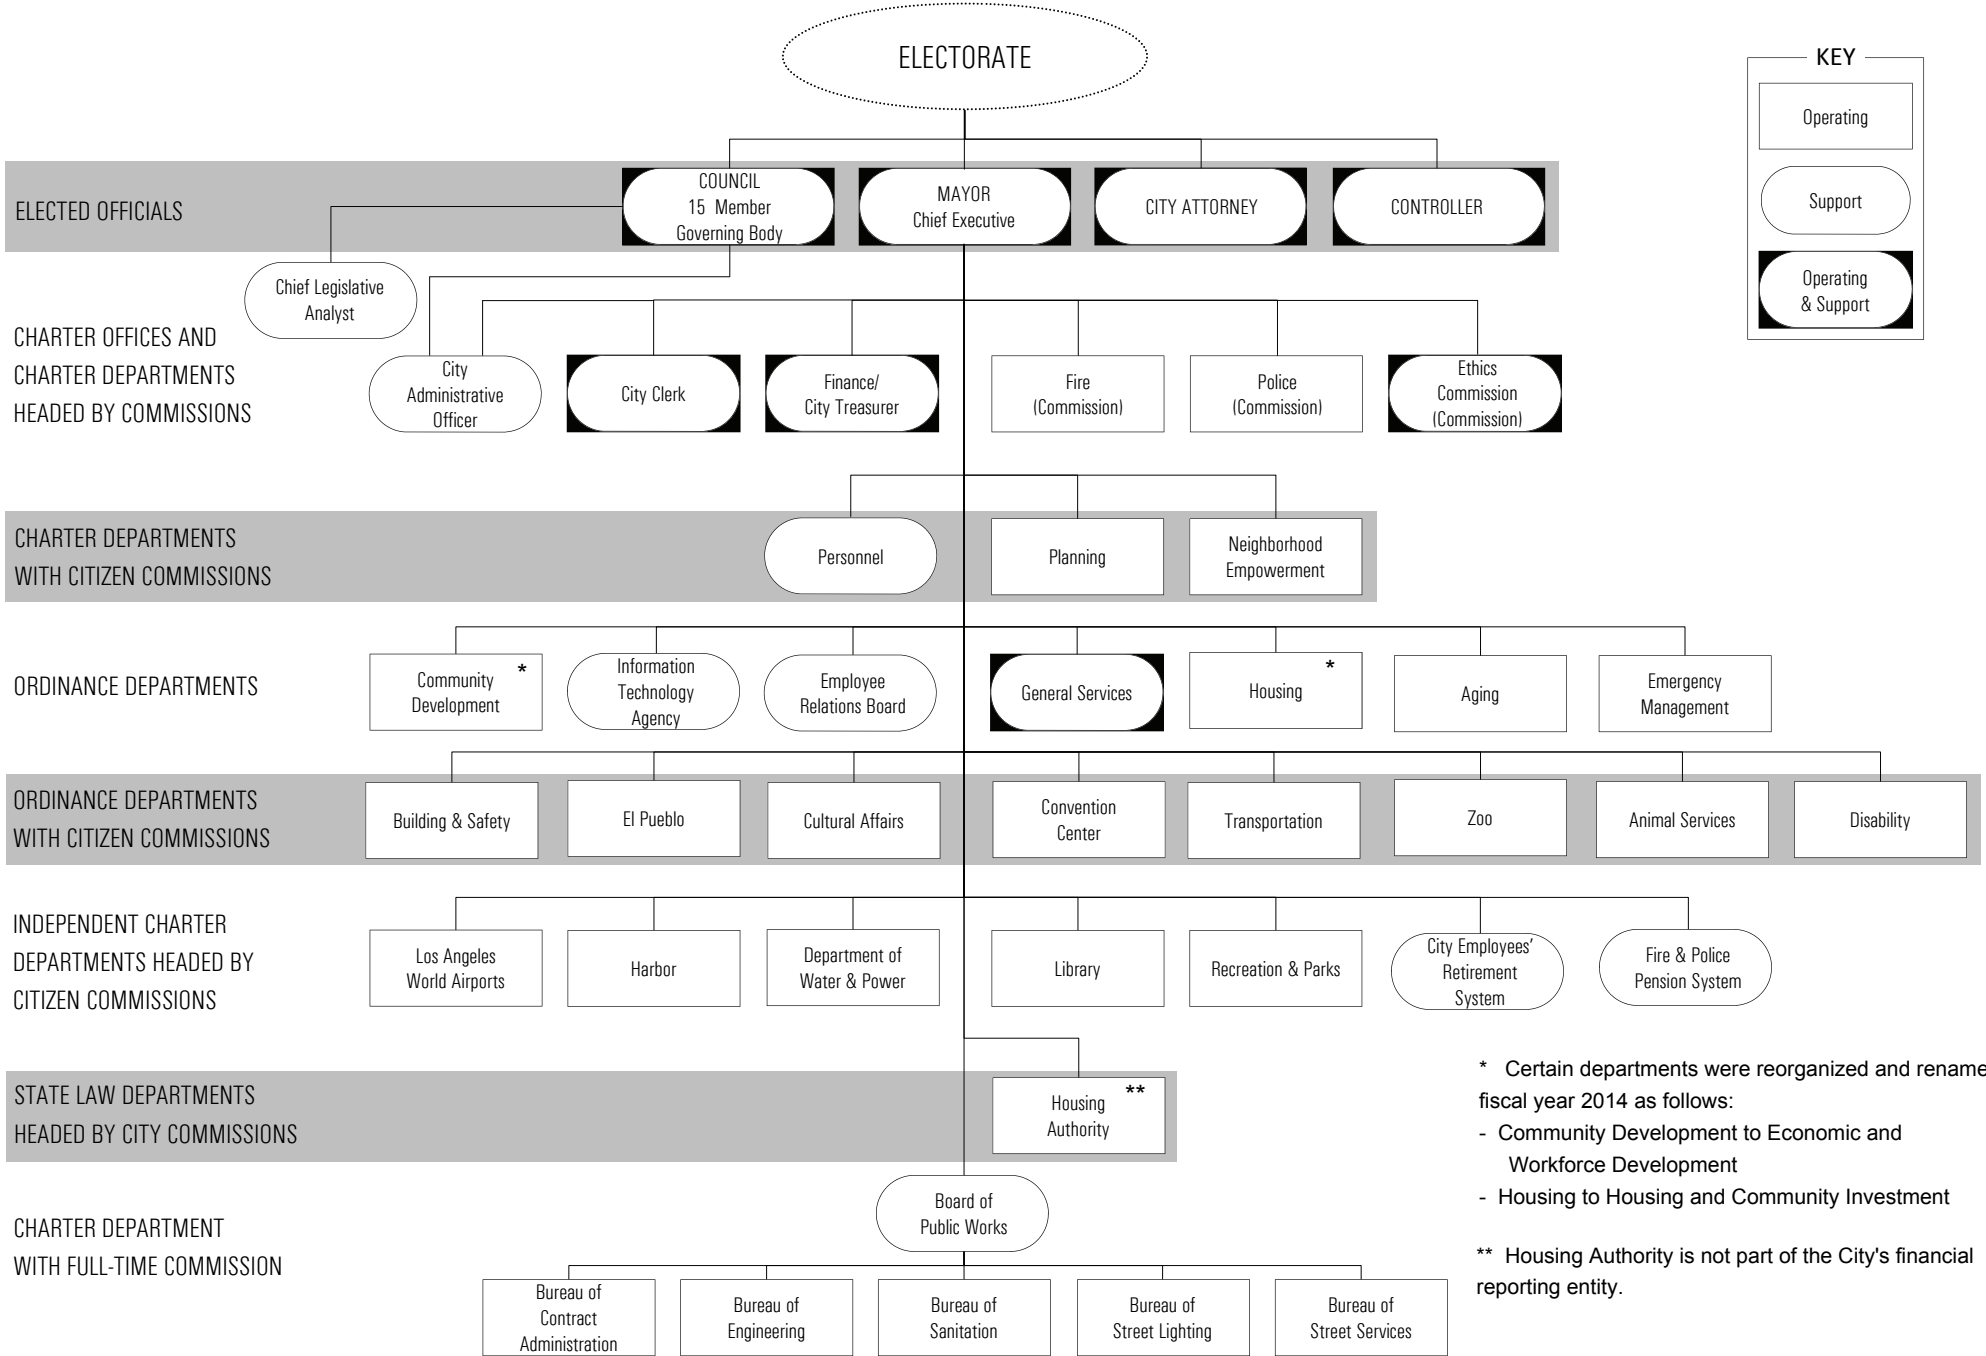 ELECTORATE
KEY
Operating
Support
Operating
& Support
ELECTED OFFICIALS
COUNCIL
15 Member
Governing Body
MAYOR
Chief Executive
CITY ATTORNEY
CONTROLLER
Chief Legislative
Analyst
CHARTER OFFICES AND
CHARTER DEPARTMENTS
HEADED BY COMMISSIONS
City
Administrative
Officer
City Clerk
Finance/
City Treasurer
Fire
(Commission)
Police
(Commission)
Ethics
Commission
(Commission)
CHARTER DEPARTMENTS
WITH CITIZEN COMMISSIONS
Personnel
Planning
Neighborhood
Empowerment
ORDINANCE DEPARTMENTS
Community *
Development
Information
Technology
Agency
Employee
Relations Board
General Services
*
Housing
Aging
Emergency
Management
ORDINANCE DEPARTMENTS
WITH CITIZEN COMMISSIONS
Building & Safety
El Pueblo
Cultural Affairs
Convention
Center
Transportation
Zoo
Animal Services
Disability
INDEPENDENT CHARTER
DEPARTMENTS HEADED BY
CITIZEN COMMISSIONS
Los Angeles
World Airports
Harbor
Department of
Water & Power
Library
Recreation & Parks
City Employees'
Retirement
System
Fire & Police
Pension System
STATE LAW DEPARTMENTS
HEADED BY CITY COMMISSIONS
Housing **
Authority
* Certain departments were reorganized and rename
fiscal year 2014 as follows:
- Community Development to Economic and
Workforce Development
- Housing to Housing and Community Investment
** Housing Authority is not part of the City's financial
reporting entity.
CHARTER DEPARTMENT
WITH FULL-TIME COMMISSION
Board of
Public Works
Bureau of
Contract
Administration
Bureau of
Engineering
Bureau of
Sanitation
Bureau of
Street Lighting
Bureau of
Street Services